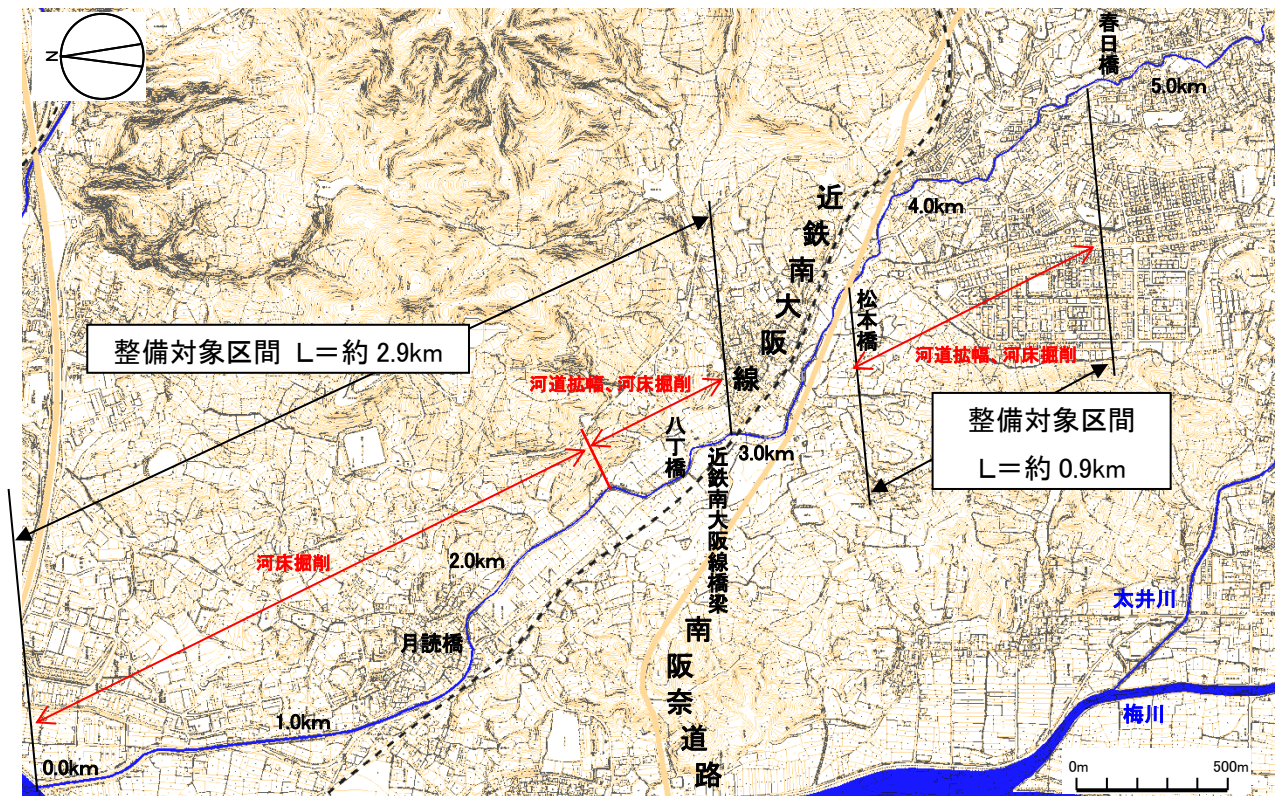 N
春日橋
5.0km
4.0km
近鉄南大阪線
整備対象区間 L=約 2.9km
松本橋
河道拡幅、河床掘削
河道拡幅、河床掘削
整備対象区間
L=約 0.9km
八丁橋
3.0km
近鉄南大阪線橋梁
河床掘削
2.0km
月読橋
南阪奈道路
太井川
梅川
1.0km
0.0km
0m
500m